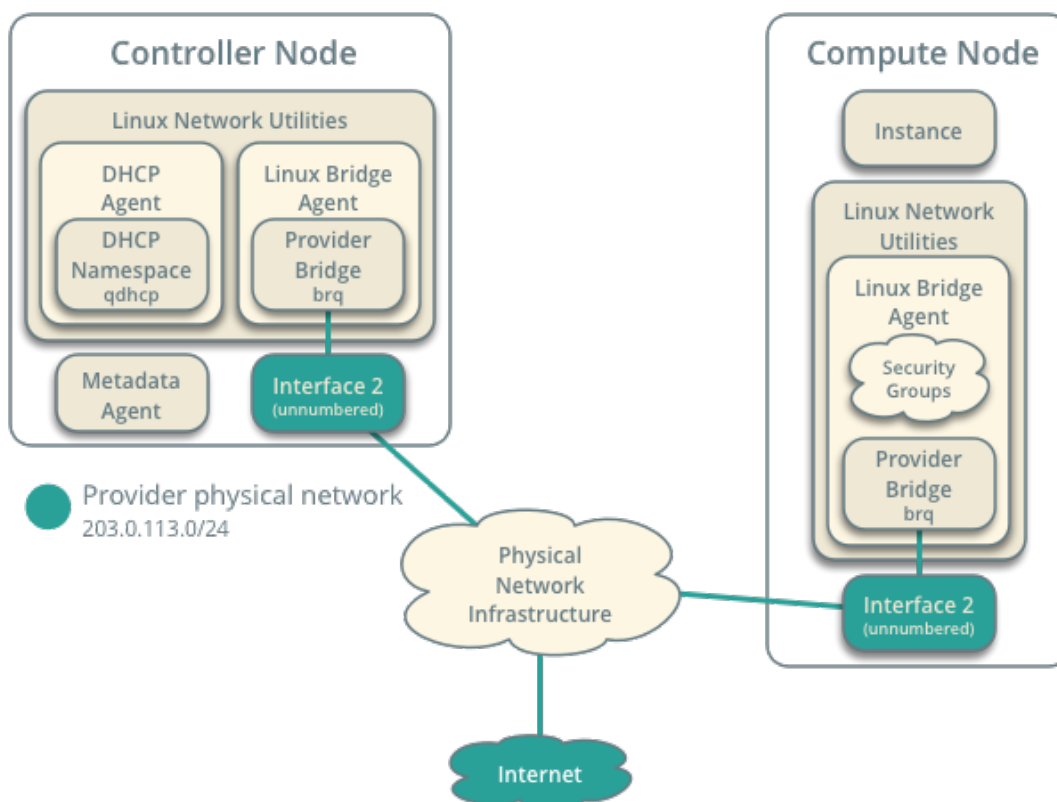 Controller Node
Linux Network Utilities
DHCP
Agent
DHCP
Namespace
qdhcp
Linux Bridge
Agent
Provider
Bridge
brq
Metadata
Agent
Interface 2
(unnumbered)
Provider physical network
203.0.113.0/24
Physical
Network
Infrastructure
Internet
Compute Node
Instance
Linux Network
Utilities
Linux Bridge
Agent
Security
Groups
Provider
Bridge
brq
Interface 2
(unnumbered)